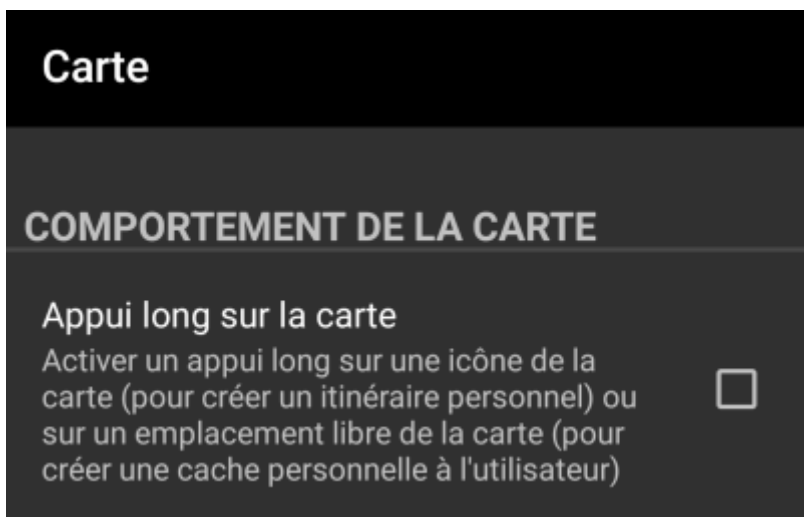 Carte
COMPORTEMENT DE LA CARTE
Appui long sur la carte
Activer un appui long sur une icône de la
carte (pour créer un itinéraire personnel) ou
sur un emplacement libre de la carte (pour
créer une cache personnelle à l'utilisateur)